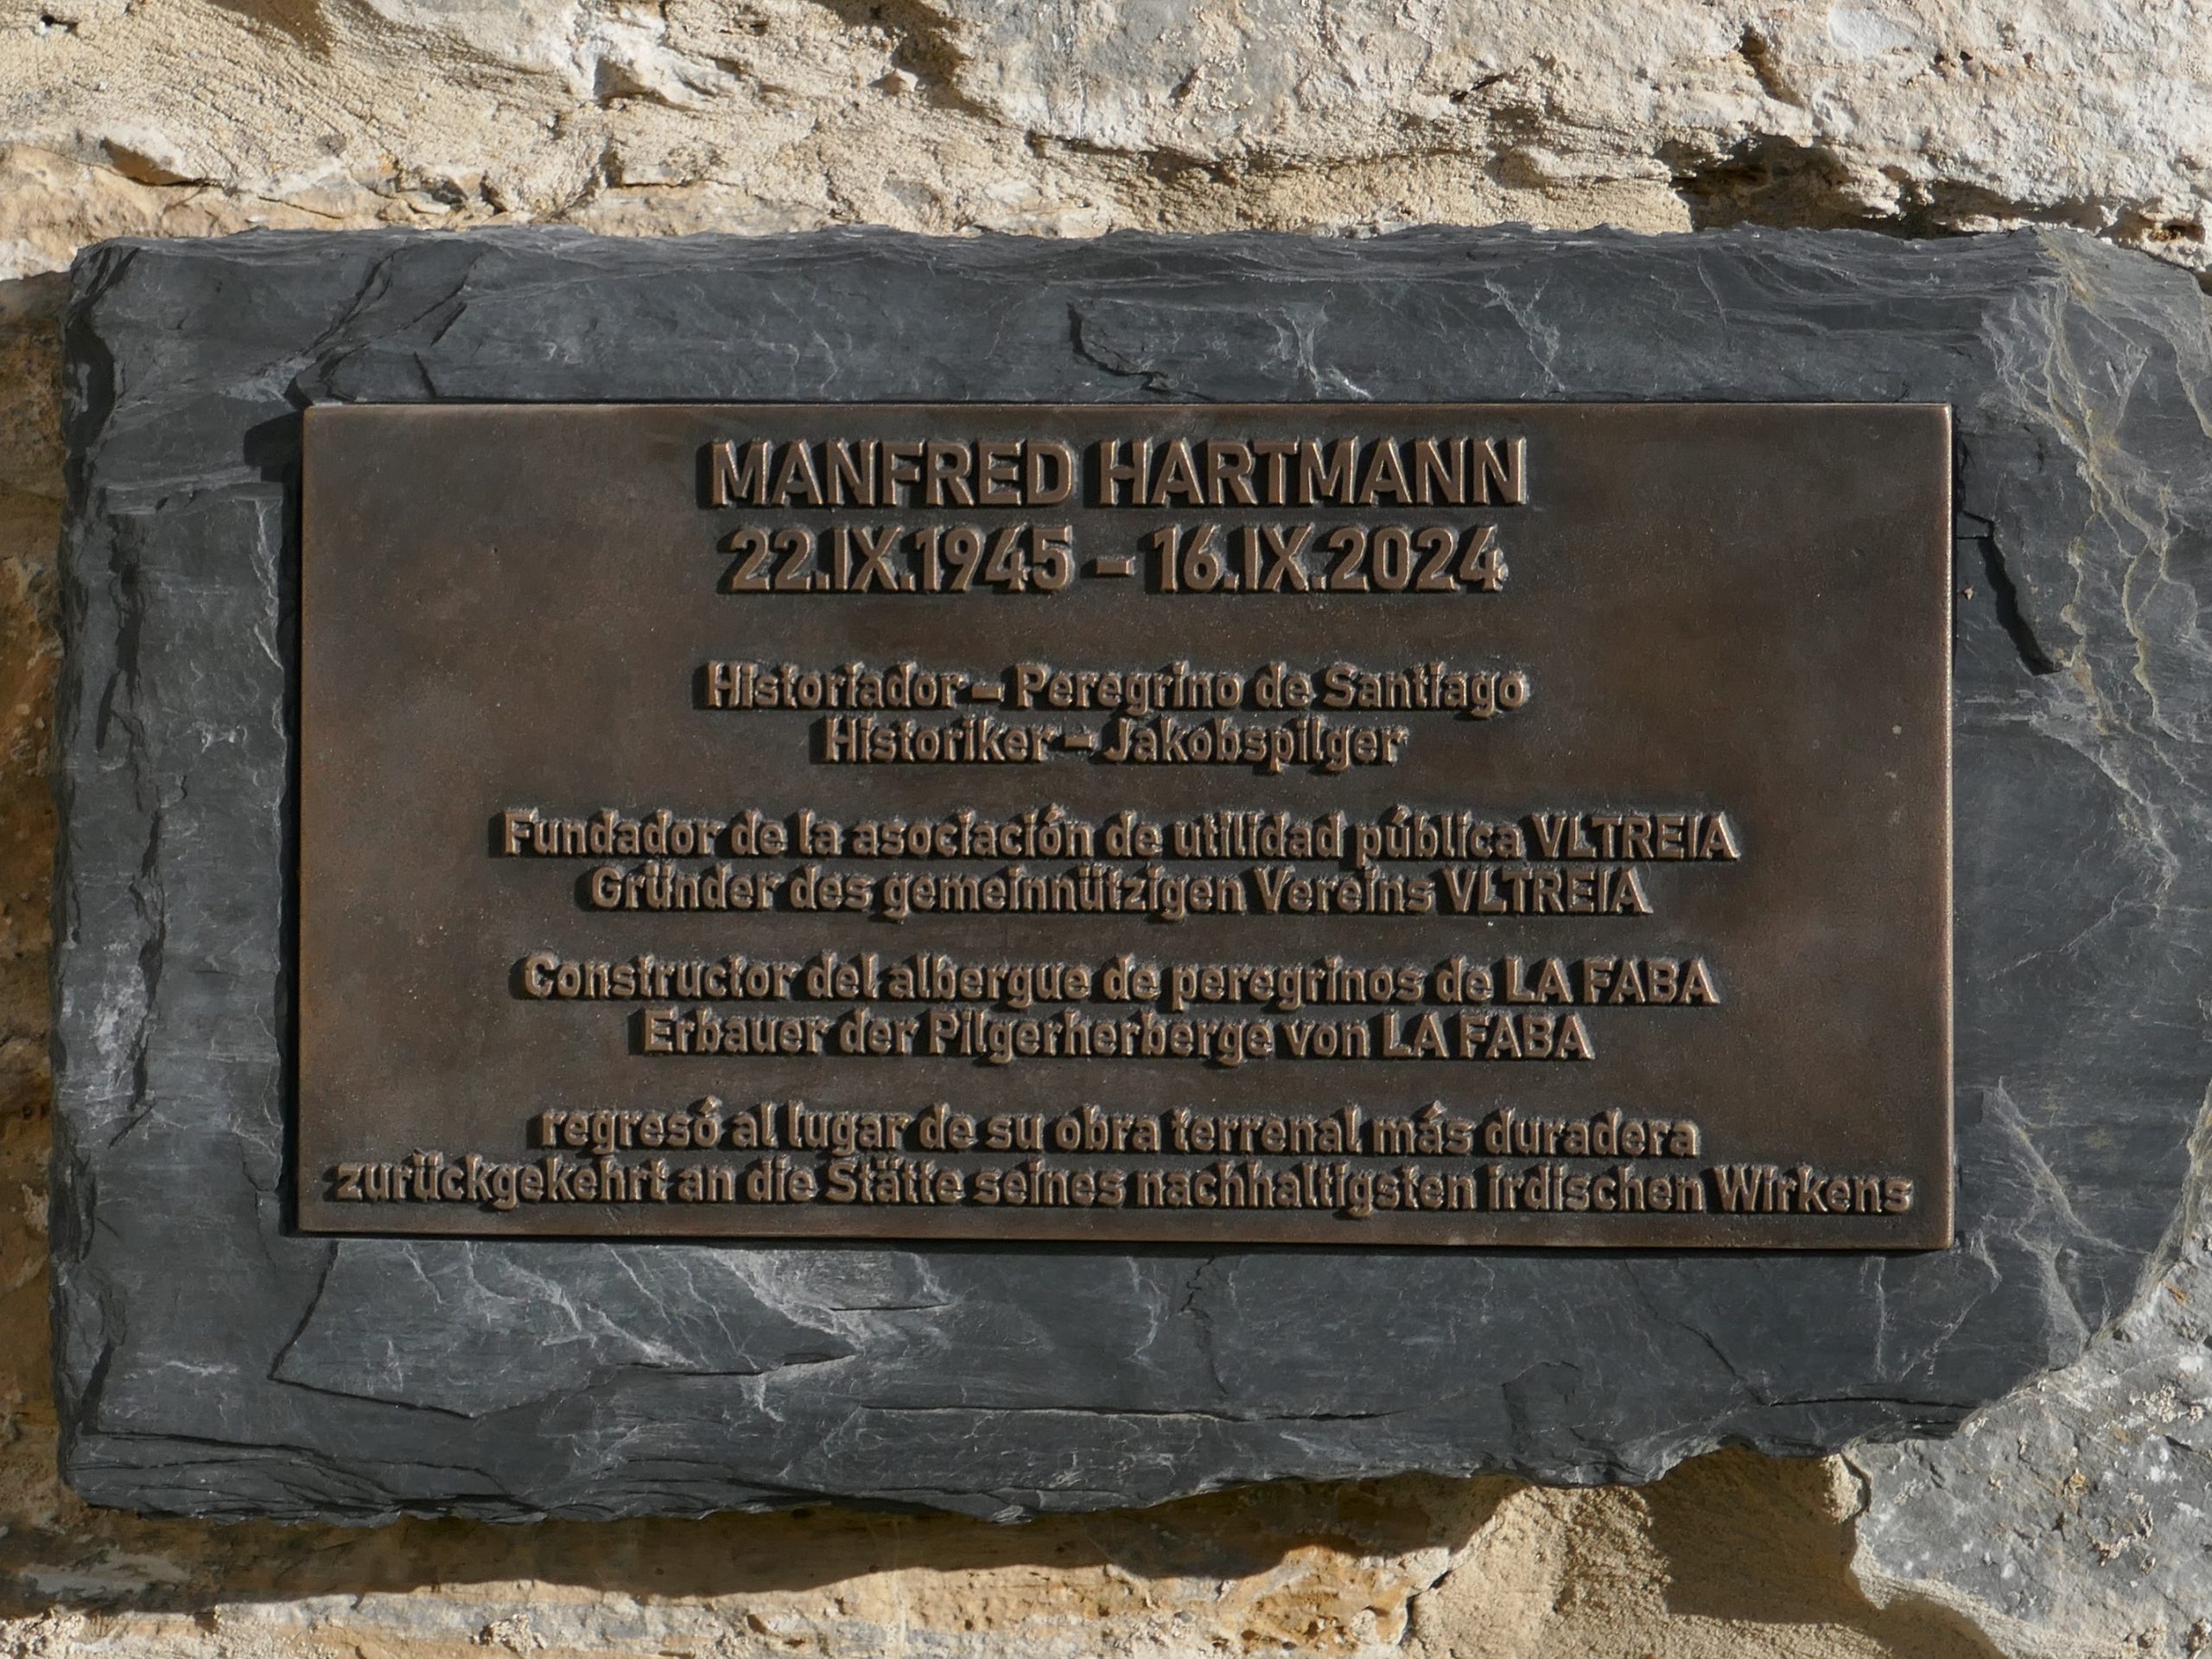 MANFRED HARTMANN
22.IX.1945 – 16.IX.2024
Historiador – Peregrino de Santiago
Historiker – Jakobspilger
Fundador de la asociación de utilidad pública VLTREIA
Gründer des gemeinnützigen Vereins VLTREIA
Constructor del albergue de peregrinos de LA FABA
Erbauer der Pilgerherberge von LA FABA
regresó al lugar de su obra terrenal más duradera
zurückgekehrt an die Stätte seines nachhaltigsten irdischen Wirkens